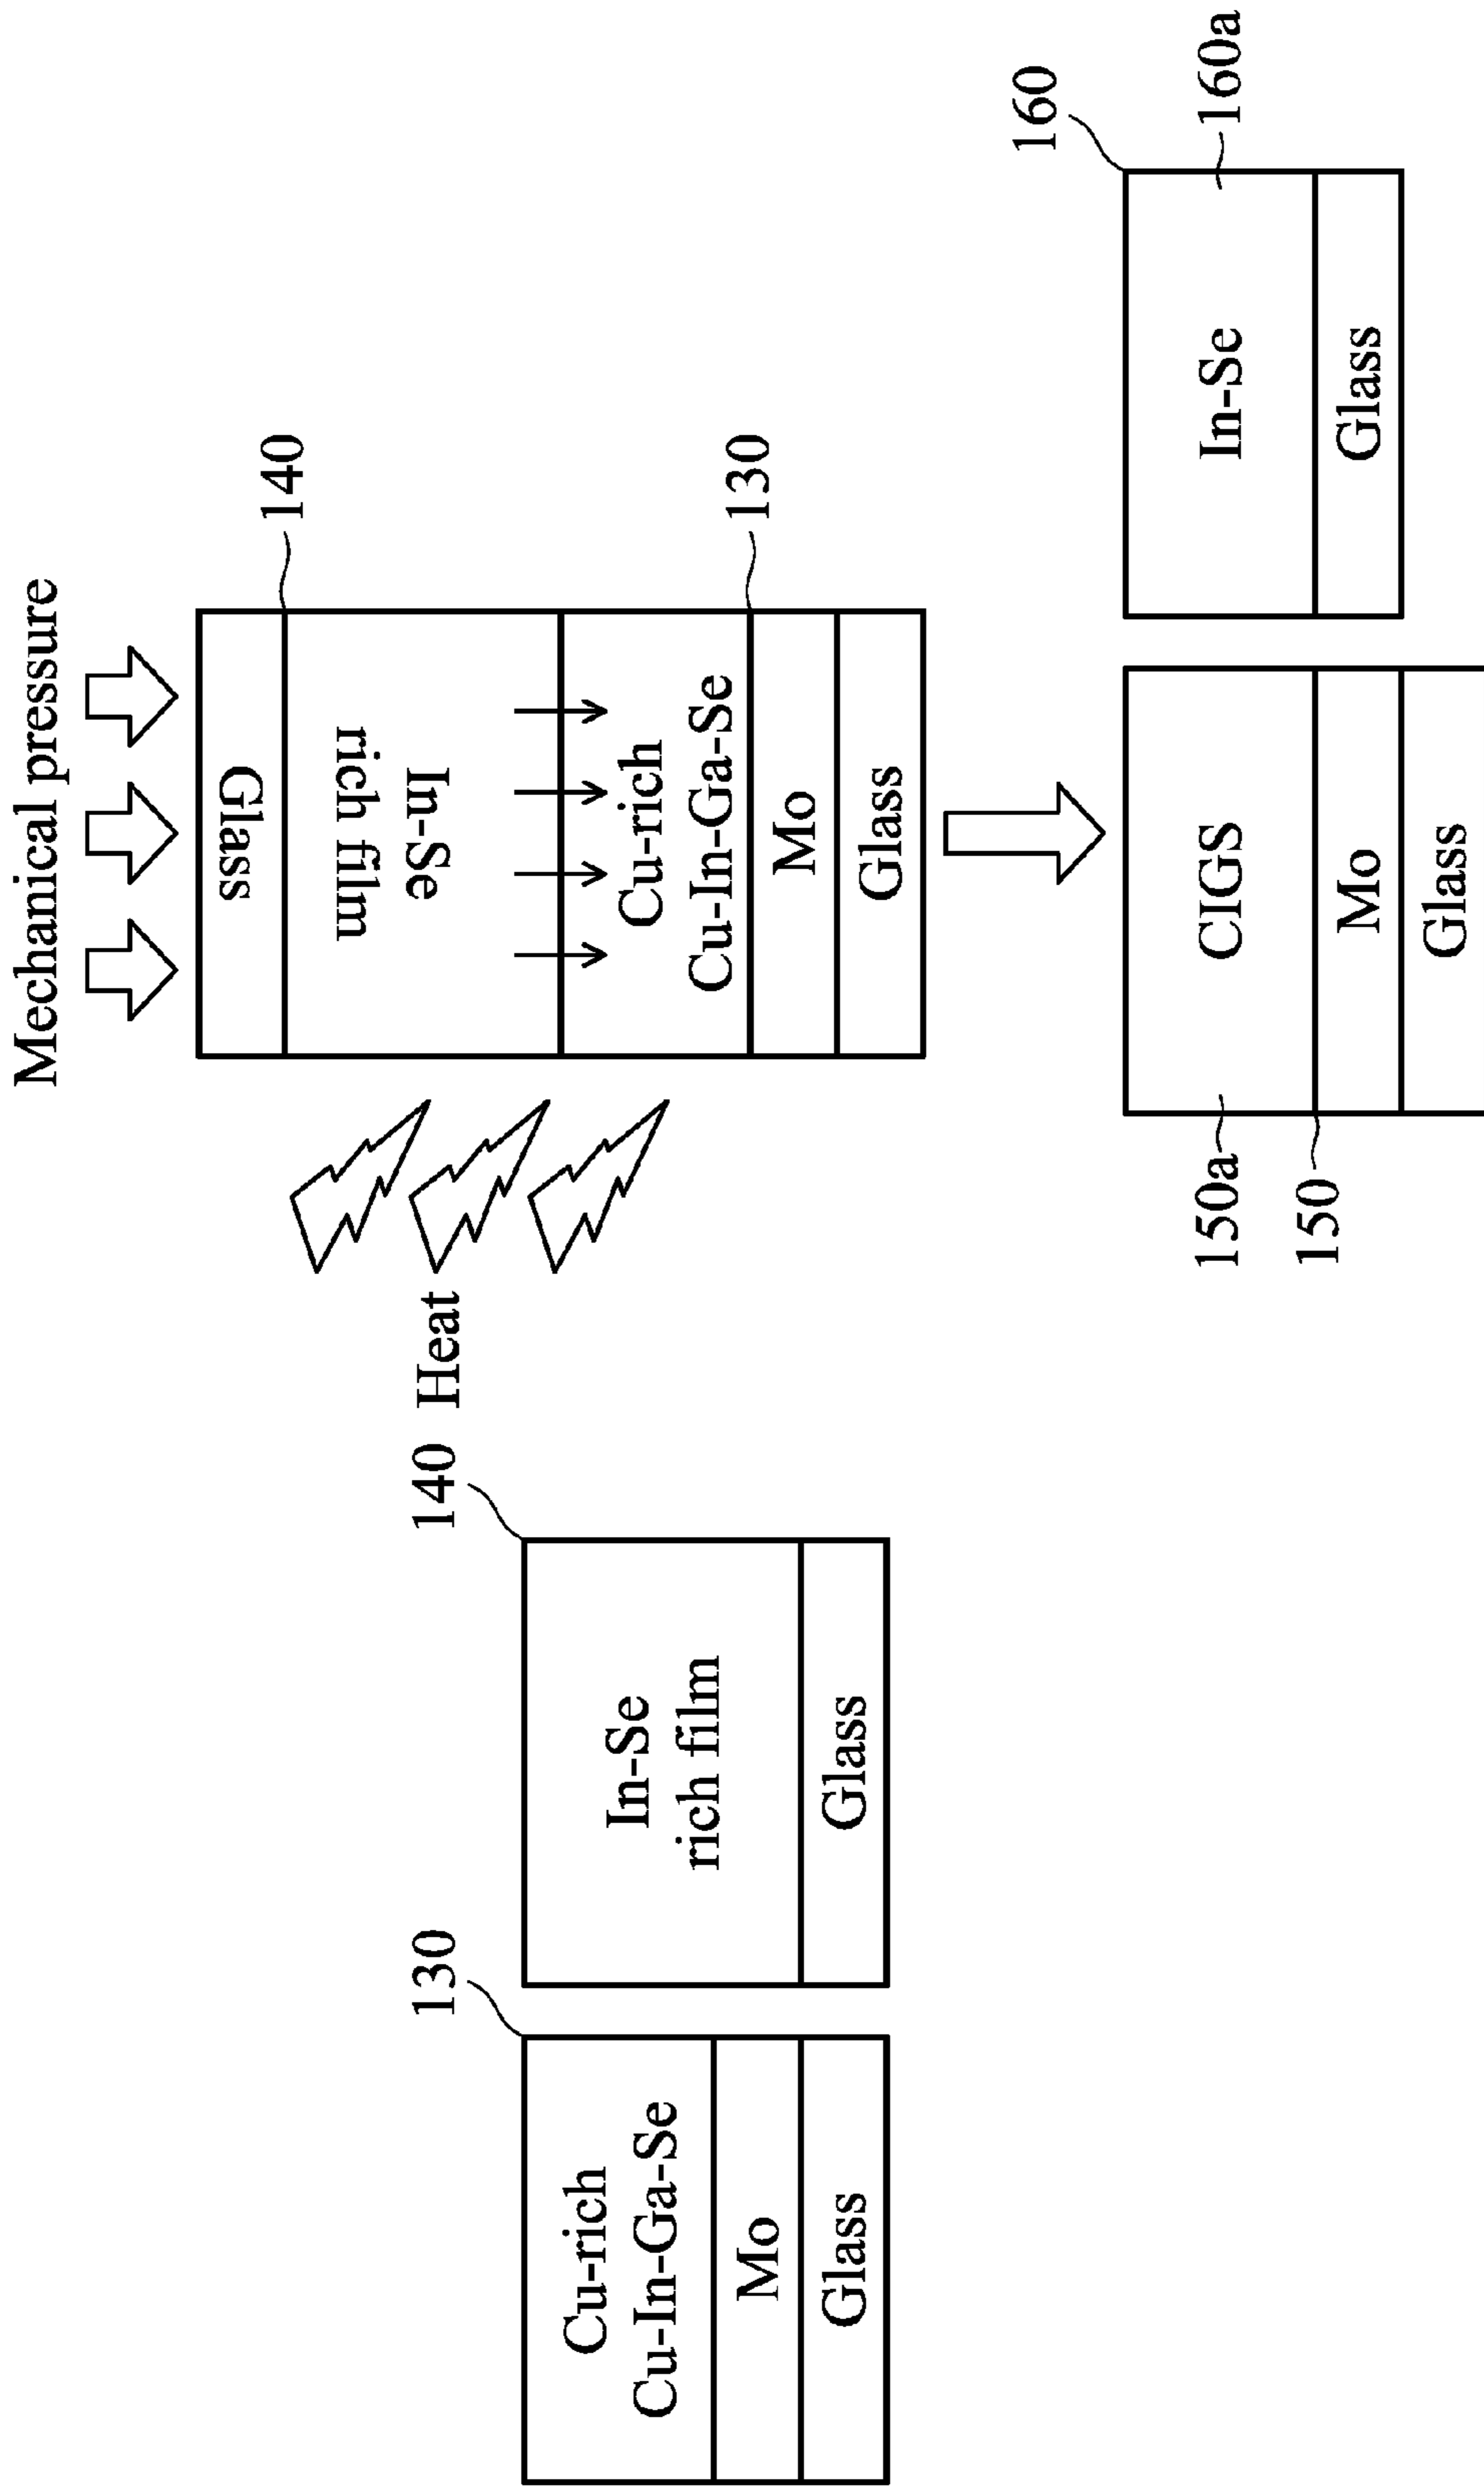 130
Cu-rich
Cu-In-Ga-Se
Mo
Glass
140
In-Se
rich film
Glass
Heat
Mechanical pressure
Glass
In-Se
rich film
140
Cu-rich
Cu-In-Ga-Se
130
Mo
Glass
150a
CIGS
150
Mo
Glass
160
In-Se
160a
Glass